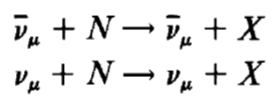 ν̅_μ + N → ν̅_μ + X
ν_μ + N → ν_μ + X